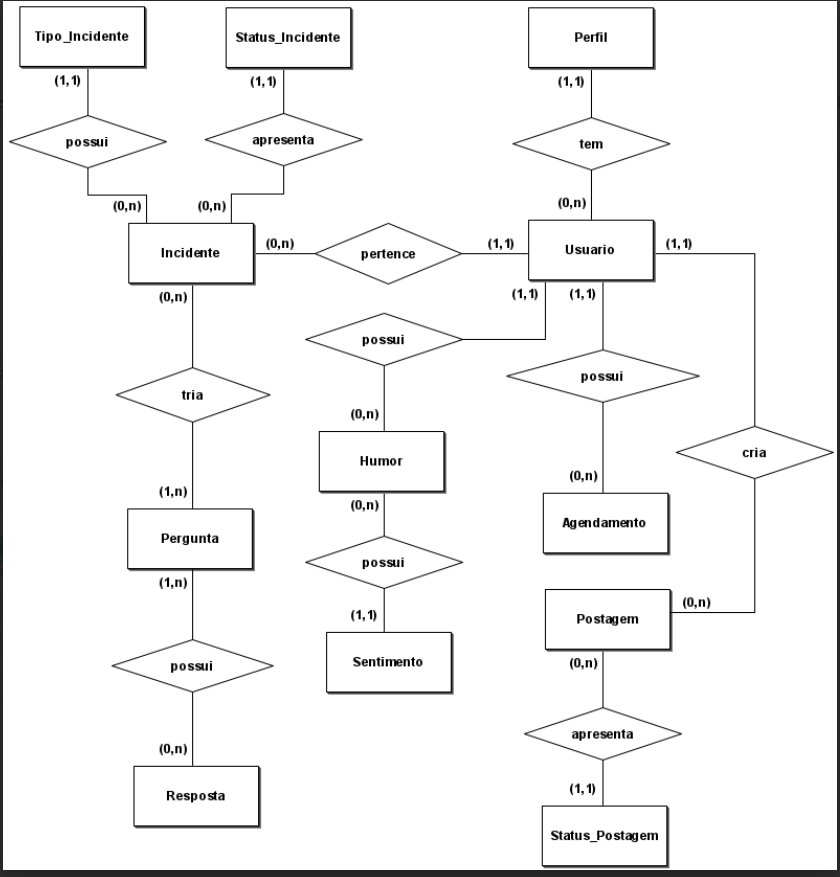 Tipo_Incidente
Status_Incidente
Perfil
(1,1)
(1,1)
(1,1)
possui
apresenta
tem
(0,n)
(0,n)
(0,n)
Incidente
(0,n)
pertence
(1,1)
Usuario
(1,1)
(0,n)
(1,1)
(1,1)
possui
possui
tria
(0,n)
cria
Humor
(0,n)
(1,n)
(0,n)
Agendamento
Pergunta
possui
(1,n)
(0,n)
(1,1)
Postagem
possui
Sentimento
(0,n)
apresenta
(0,n)
(1,1)
Resposta
Status_Postagem